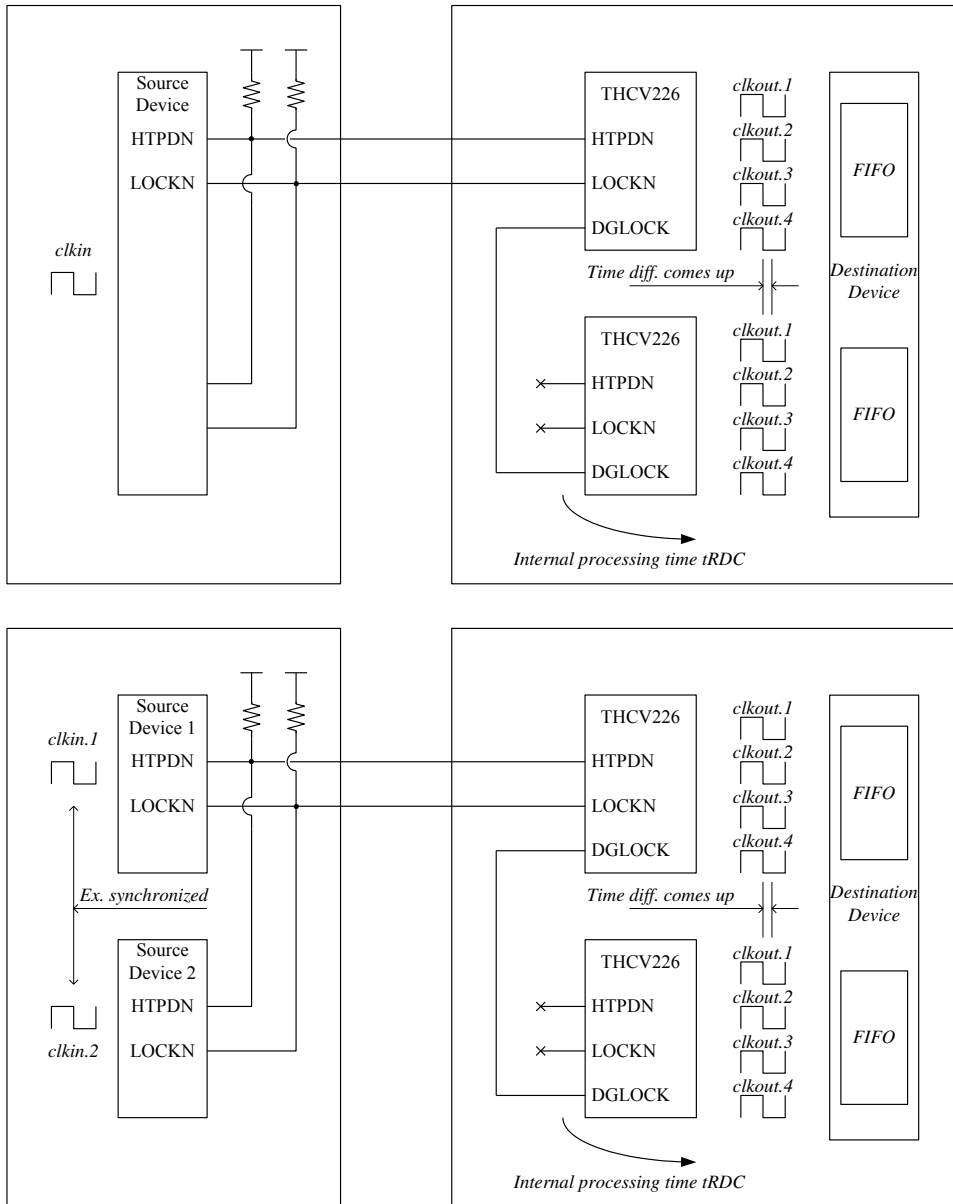 Source
Device
HTPDN
LOCKN
clkin
THCV226
HTPDN
LOCKN
DGLOCK
clkout.1
clkout.2
clkout.3
clkout.4
FIFO
Time diff. comes up
Destination
Device
THCV226
HTPDN
LOCKN
DGLOCK
clkout.1
clkout.2
clkout.3
clkout.4
FIFO
Internal processing time tRDC
Source
Device 1
clkin.1
HTPDN
LOCKN
Ex. synchronized
Source
Device 2
HTPDN
LOCKN
clkin.2
THCV226
HTPDN
LOCKN
DGLOCK
clkout.1
clkout.2
clkout.3
clkout.4
FIFO
Time diff. comes up
Destination
Device
THCV226
HTPDN
LOCKN
DGLOCK
clkout.1
clkout.2
clkout.3
clkout.4
FIFO
Internal processing time tRDC